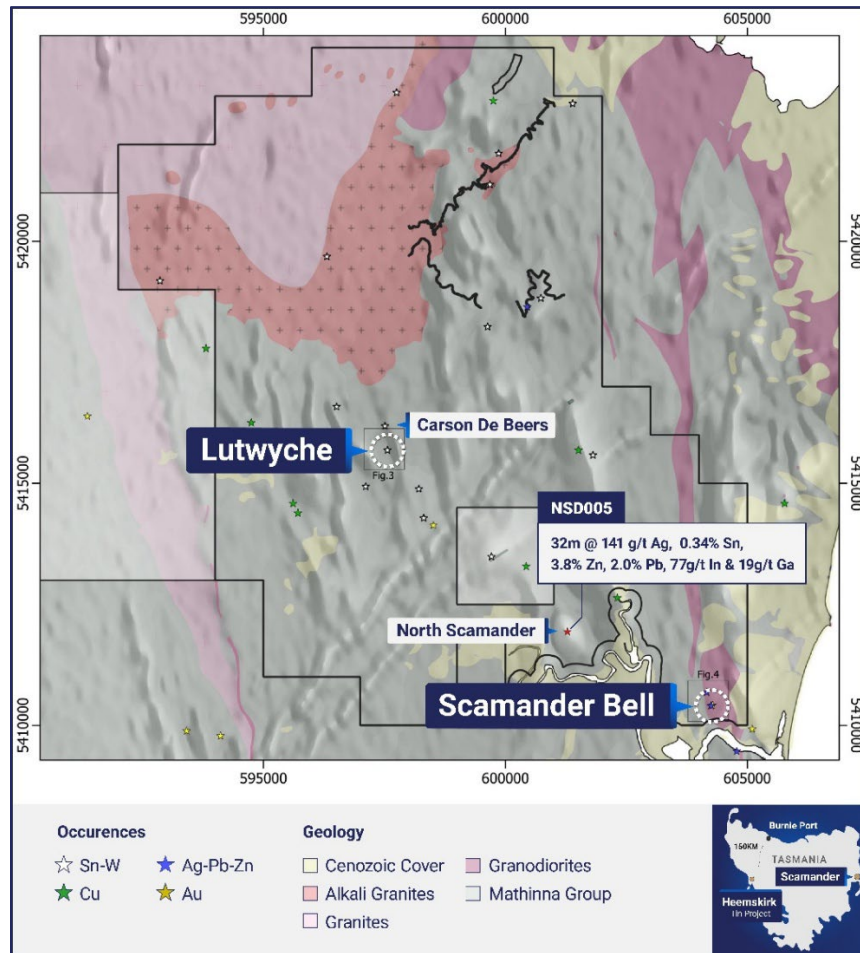 595000
600000
605000
5420000
5420000
Carson De Beers
Lutwyche
Fig.3
5415000
5415000
NSD005
32m @ 141 g/t Ag, 0.34% Sn,
3.8% Zn, 2.0% Pb, 77g/t In & 19g/t Ga
North Scamander
Fig.4
Scamander Bell
5410000
5410000
595000
600000
605000
Occurences
Sn-W
Ag-Pb-Zn
Cu
Au
Geology
Cenozoic Cover
Granodiorites
Alkali Granites
Mathinna Group
Granites
Burnie Port
160KM
TASMANIA
Scamander
Heemskirk
Tin Project